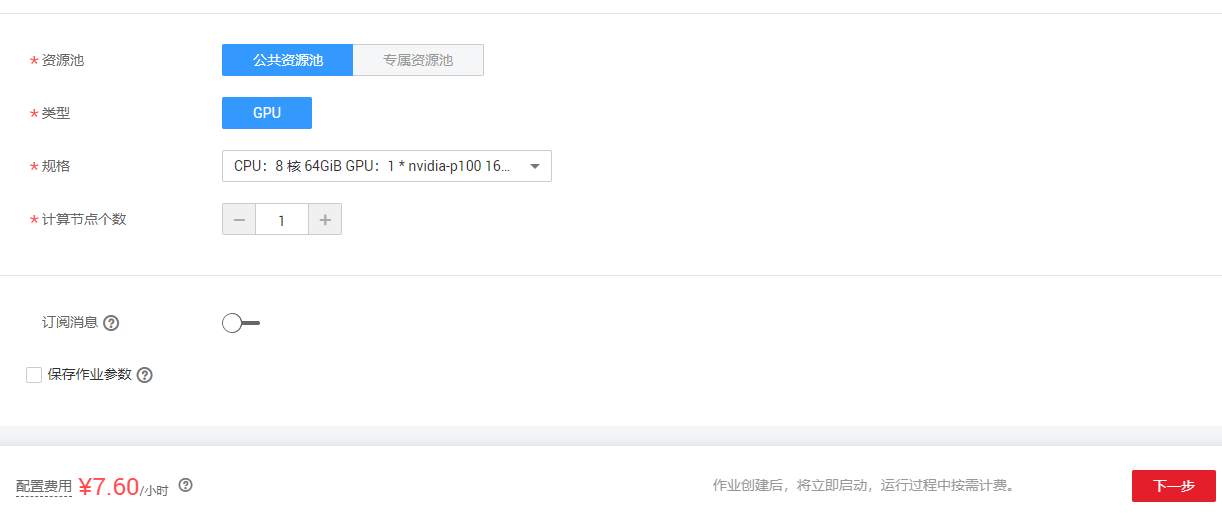 * 资源池 公共资源池 专属资源池
* 类型 GPU
* 规格 CPU：8 核 64GiB GPU：1 * nvidia-p100 16...
* 计算节点个数 − 1 +
订阅消息 ?
保存作业参数 ?
配置费用 ¥7.60/小时 ? 作业创建后，将立即启动，运行过程中按需计费。 下一步